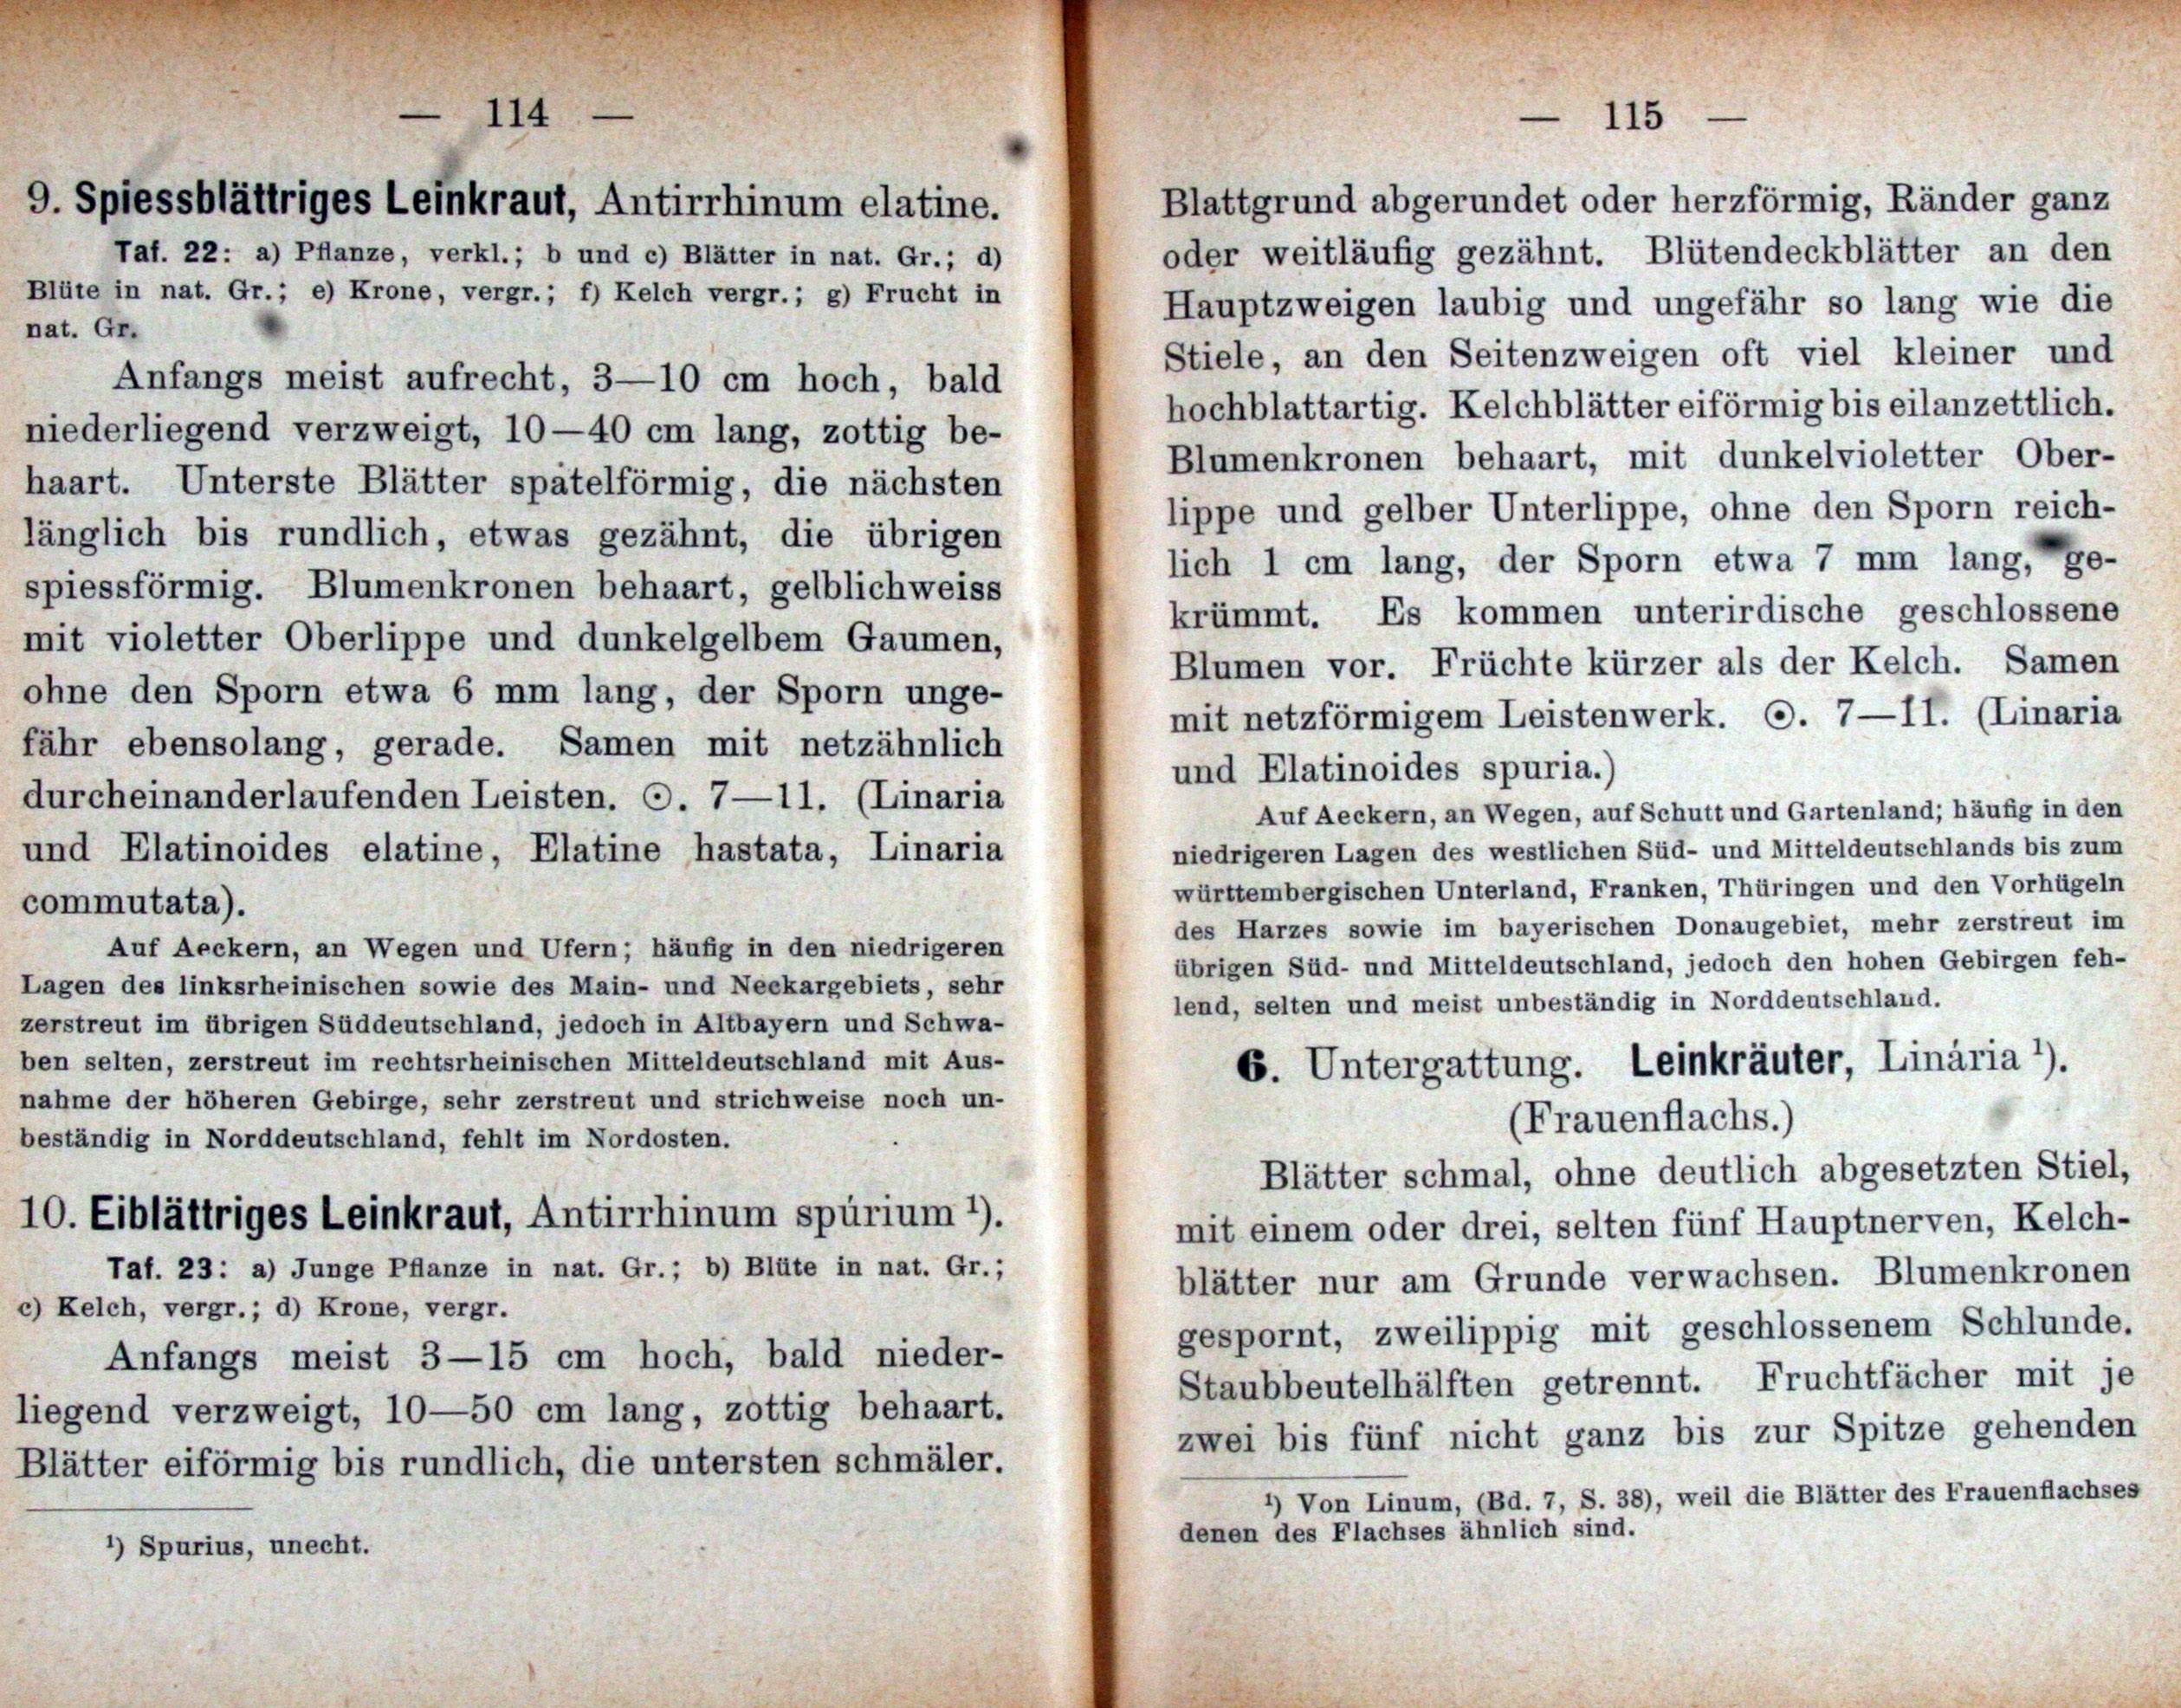 — 114 —
9. Spiessblättriges Leinkraut, Antirrhinum elatine.
Taf. 22: a) Pflanze, verkl.; b und c) Blätter in nat. Gr.; d)
Blüte in nat. Gr.; e) Krone, vergr.; f) Kelch vergr.; g) Frucht in
nat. Gr.
Anfangs meist aufrecht, 3—10 cm hoch, bald
niederliegend verzweigt, 10—40 cm lang, zottig be-
haart. Unterste Blätter spatelförmig, die nächsten
länglich bis rundlich, etwas gezähnt, die übrigen
spiessförmig. Blumenkronen behaart, gelblichweiss
mit violetter Oberlippe und dunkelgelbem Gaumen,
ohne den Sporn etwa 6 mm lang, der Sporn unge-
fähr ebensolang, gerade. Samen mit netzähnlich
durcheinanderlaufenden Leisten. ⊙. 7—11. (Linaria
und Elatinoides elatine, Elatine hastata, Linaria
commutata).
Auf Aeckern, an Wegen und Ufern; häufig in den niedrigeren
Lagen des linksrheinischen sowie des Main- und Neckargebiets, sehr
zerstreut im übrigen Süddeutschland, jedoch in Altbayern und Schwa-
ben selten, zerstreut im rechtsrheinischen Mitteldeutschland mit Aus-
nahme der höheren Gebirge, sehr zerstreut und strichweise noch un-
beständig in Norddeutschland, fehlt im Nordosten.
10. Eiblättriges Leinkraut, Antirrhinum spúrium ¹).
Taf. 23: a) Junge Pflanze in nat. Gr.; b) Blüte in nat. Gr.;
c) Kelch, vergr.; d) Krone, vergr.
Anfangs meist 3—15 cm hoch, bald nieder-
liegend verzweigt, 10—50 cm lang, zottig behaart.
Blätter eiförmig bis rundlich, die untersten schmäler.
¹) Spurius, unecht.
— 115 —
Blattgrund abgerundet oder herzförmig, Ränder ganz
oder weitläufig gezähnt. Blütendeckblätter an den
Hauptzweigen laubig und ungefähr so lang wie die
Stiele, an den Seitenzweigen oft viel kleiner und
hochblattartig. Kelchblätter eiförmig bis eilanzettlich.
Blumenkronen behaart, mit dunkelvioletter Ober-
lippe und gelber Unterlippe, ohne den Sporn reich-
lich 1 cm lang, der Sporn etwa 7 mm lang, ge-
krümmt. Es kommen unterirdische geschlossene
Blumen vor. Früchte kürzer als der Kelch. Samen
mit netzförmigem Leistenwerk. ⊙. 7—11. (Linaria
und Elatinoides spuria.)
Auf Aeckern, an Wegen, auf Schutt und Gartenland; häufig in den
niedrigeren Lagen des westlichen Süd- und Mitteldeutschlands bis zum
württembergischen Unterland, Franken, Thüringen und den Vorhügeln
des Harzes sowie im bayerischen Donaugebiet, mehr zerstreut im
übrigen Süd- und Mitteldeutschland, jedoch den hohen Gebirgen feh-
lend, selten und meist unbeständig in Norddeutschland.
6. Untergattung. Leinkräuter, Linária ¹).
(Frauenflachs.)
Blätter schmal, ohne deutlich abgesetzten Stiel,
mit einem oder drei, selten fünf Hauptnerven, Kelch-
blätter nur am Grunde verwachsen. Blumenkronen
gespornt, zweilippig mit geschlossenem Schlunde.
Staubbeutelhälften getrennt. Fruchtfächer mit je
zwei bis fünf nicht ganz bis zur Spitze gehenden
¹) Von Linum, (Bd. 7, S. 38), weil die Blätter des Frauenflachses
denen des Flachses ähnlich sind.